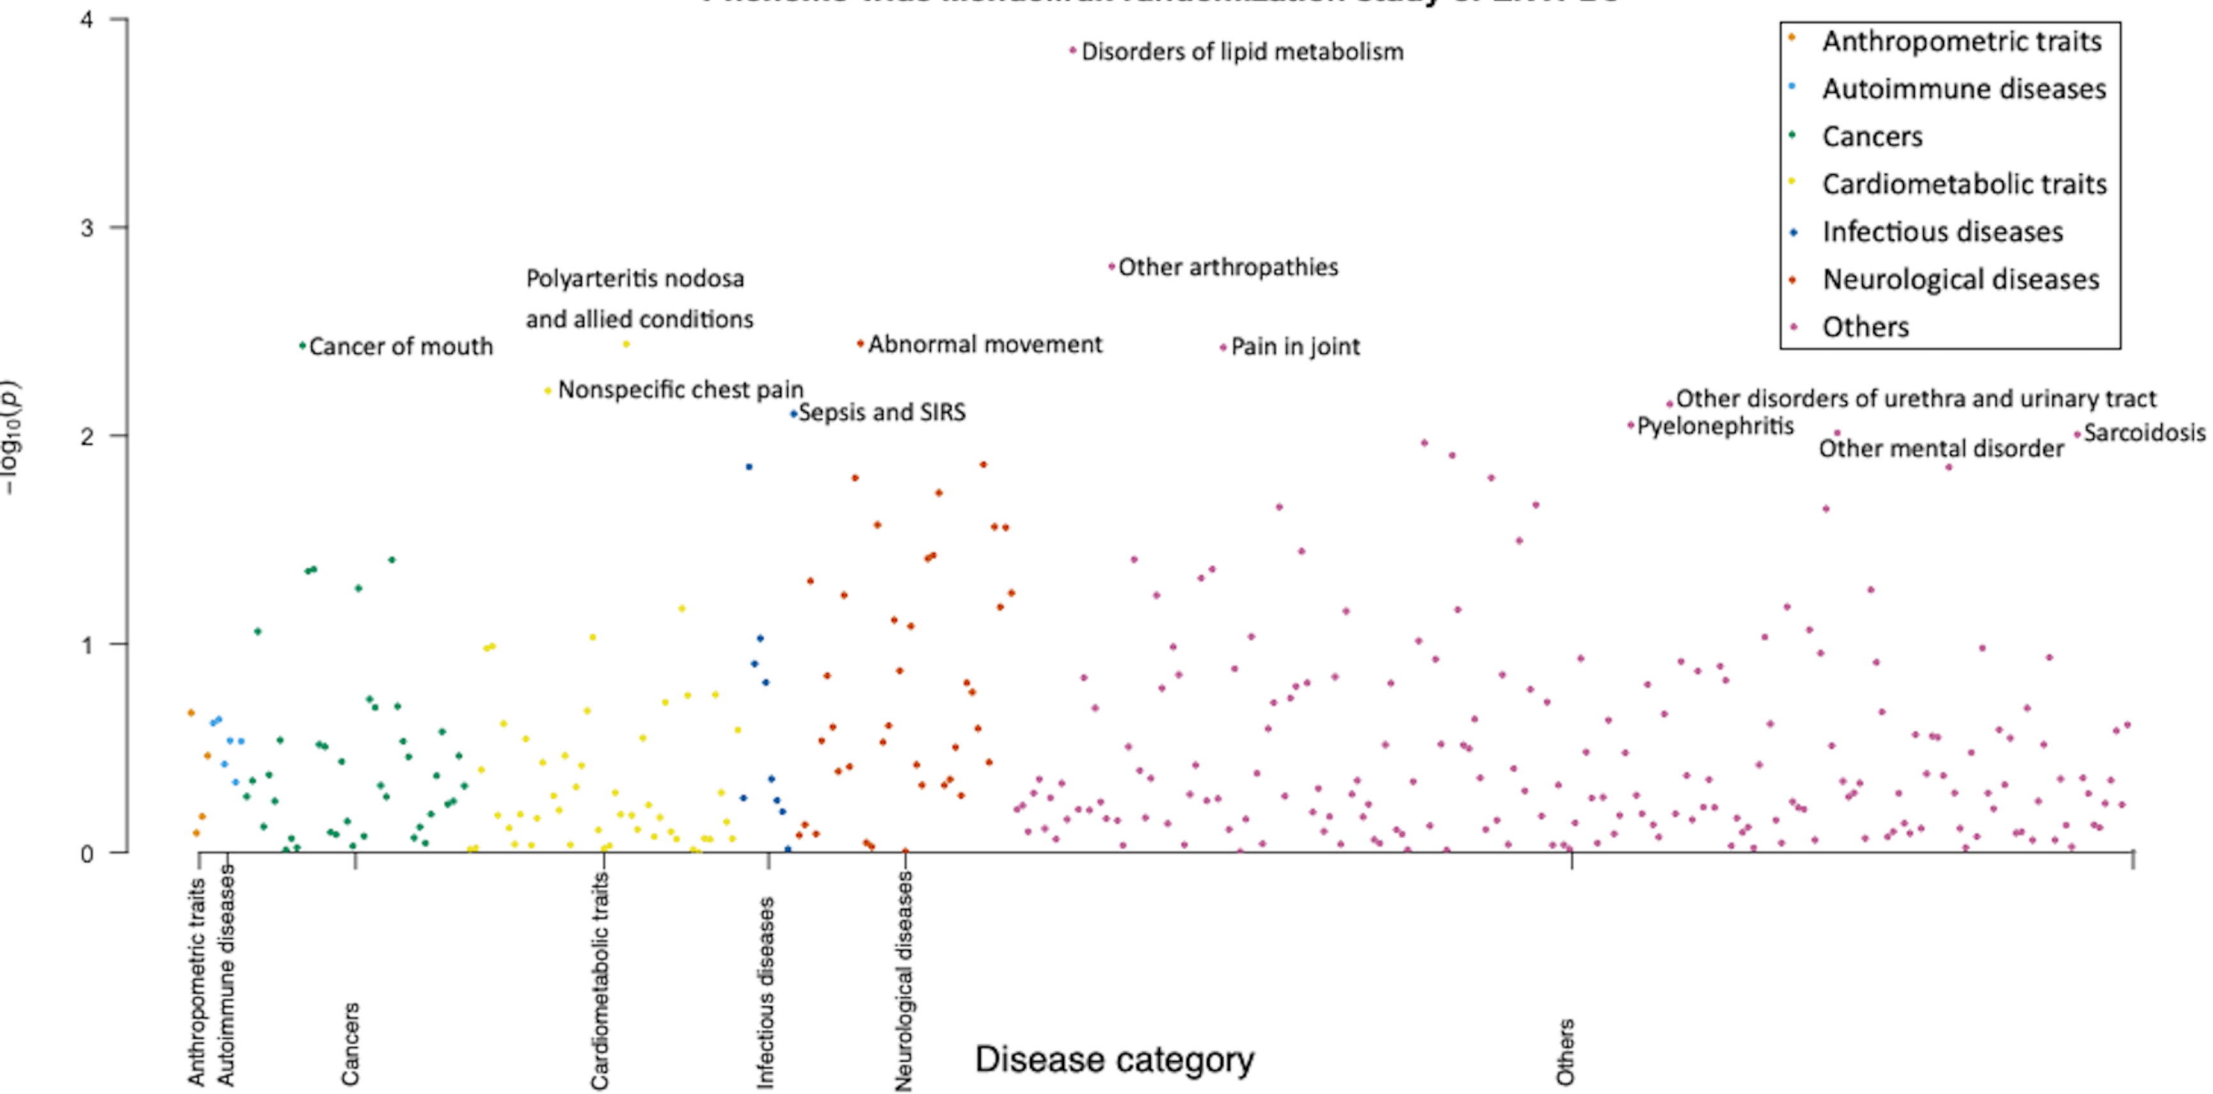 4
Disorders of lipid metabolism
Anthropometric traits
Autoimmune diseases
Cancers
Cardiometabolic traits
Infectious diseases
Neurological diseases
Others
3
Other arthropathies
Polyarteritis nodosa
and allied conditions
Cancer of mouth
Abnormal movement
Pain in joint
Nonspecific chest pain
Sepsis and SIRS
Other disorders of urethra and urinary tract
Pyelonephritis
Sarcoidosis
Other mental disorder
−log10(p)
2
1
0
Anthropometric traits
Autoimmune diseases
Cancers
Cardiometabolic traits
Infectious diseases
Neurological diseases
Others
Disease category